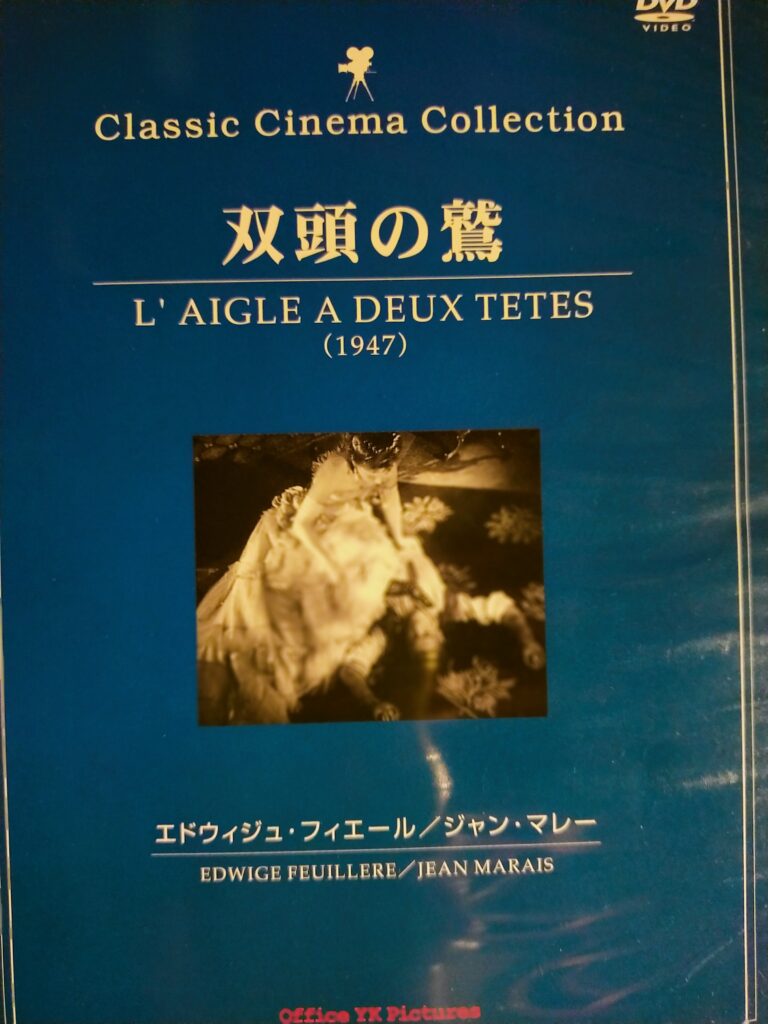 DVD
VIDEO
Classic Cinema Collection
双頭の鷲
L' AIGLE A DEUX TETES
(1947)
エドウィジュ・フィエール／ジャン・マレー
EDWIGE FEUILLERE／JEAN MARAIS
Office YK Pictures